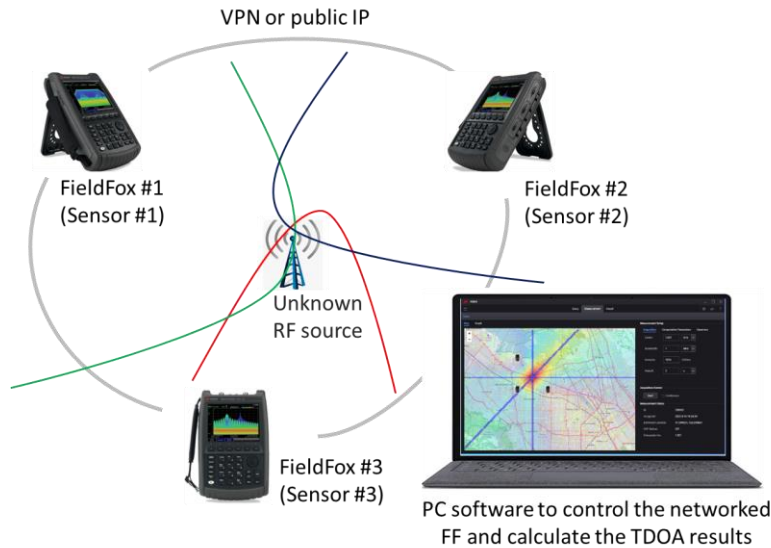 VPN or public IP
FieldFox #1
(Sensor #1)
FieldFox #2
(Sensor #2)
Unknown
RF source
FieldFox #3
(Sensor #3)
PC software to control the networked
FF and calculate the TDOA results